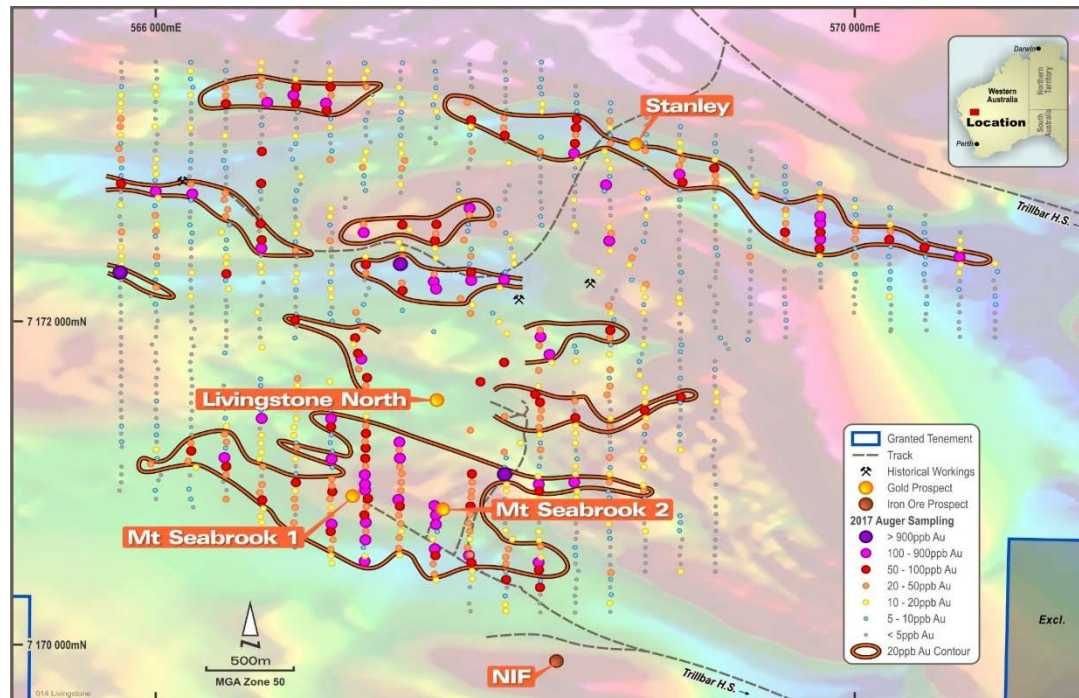 566 000mE
570 000mE
Darwin
Western
Australia
Northern
Territory
South
Australia
Location
Perth
Stanley
Trillbar H.S.
7 172 000mN
Livingstone North
Mt Seabrook 1
Mt Seabrook 2
Granted Tenement
Track
Historical Workings
Gold Prospect
Iron Ore Prospect
2017 Auger Sampling
> 900ppb Au
100 - 900ppb Au
50 - 100ppb Au
20 - 50ppb Au
10 - 20ppb Au
5 - 10ppb Au
< 5ppb Au
20ppb Au Contour
Excl.
7 170 000mN
N
500m
MGA Zone 50
NIF
Trillbar H.S.
014 Livingstone